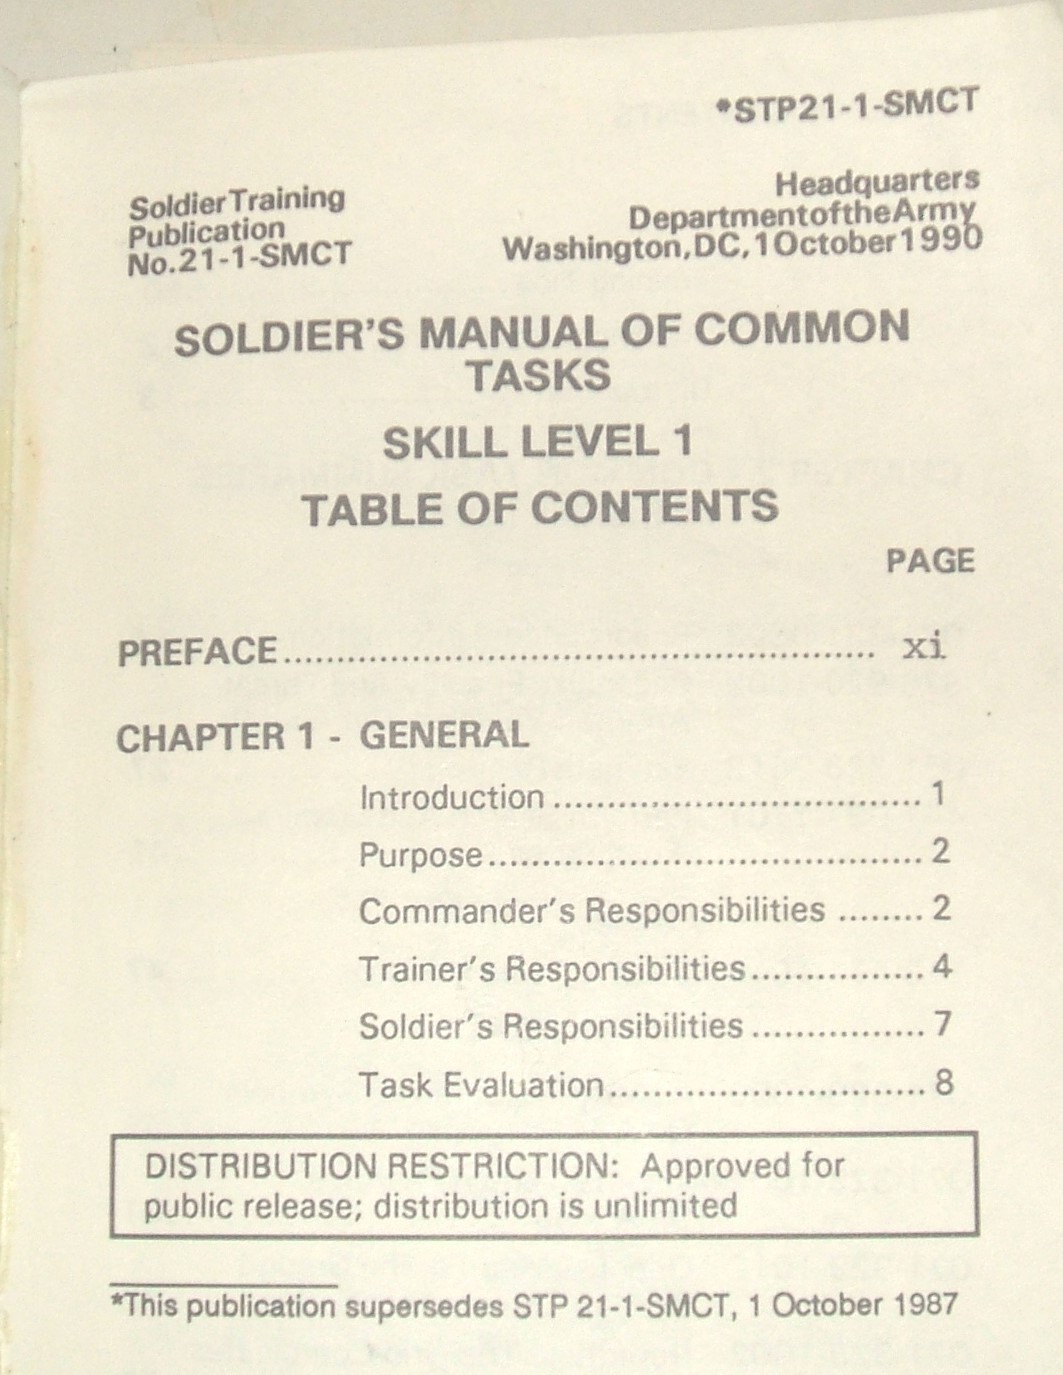 *STP21-1-SMCT
Soldier Training
Publication
No.21-1-SMCT
Headquarters
Department of the Army
Washington, DC, 1 October 1990
SOLDIER'S MANUAL OF COMMON
TASKS
SKILL LEVEL 1
TABLE OF CONTENTS
PAGE
PREFACE........................................................ xi
CHAPTER 1 - GENERAL
Introduction .................................. 1
Purpose........................................ 2
Commander's Responsibilities ........ 2
Trainer's Responsibilities................ 4
Soldier's Responsibilities ................ 7
Task Evaluation............................. 8
DISTRIBUTION RESTRICTION: Approved for
public release; distribution is unlimited
*This publication supersedes STP 21-1-SMCT, 1 October 1987